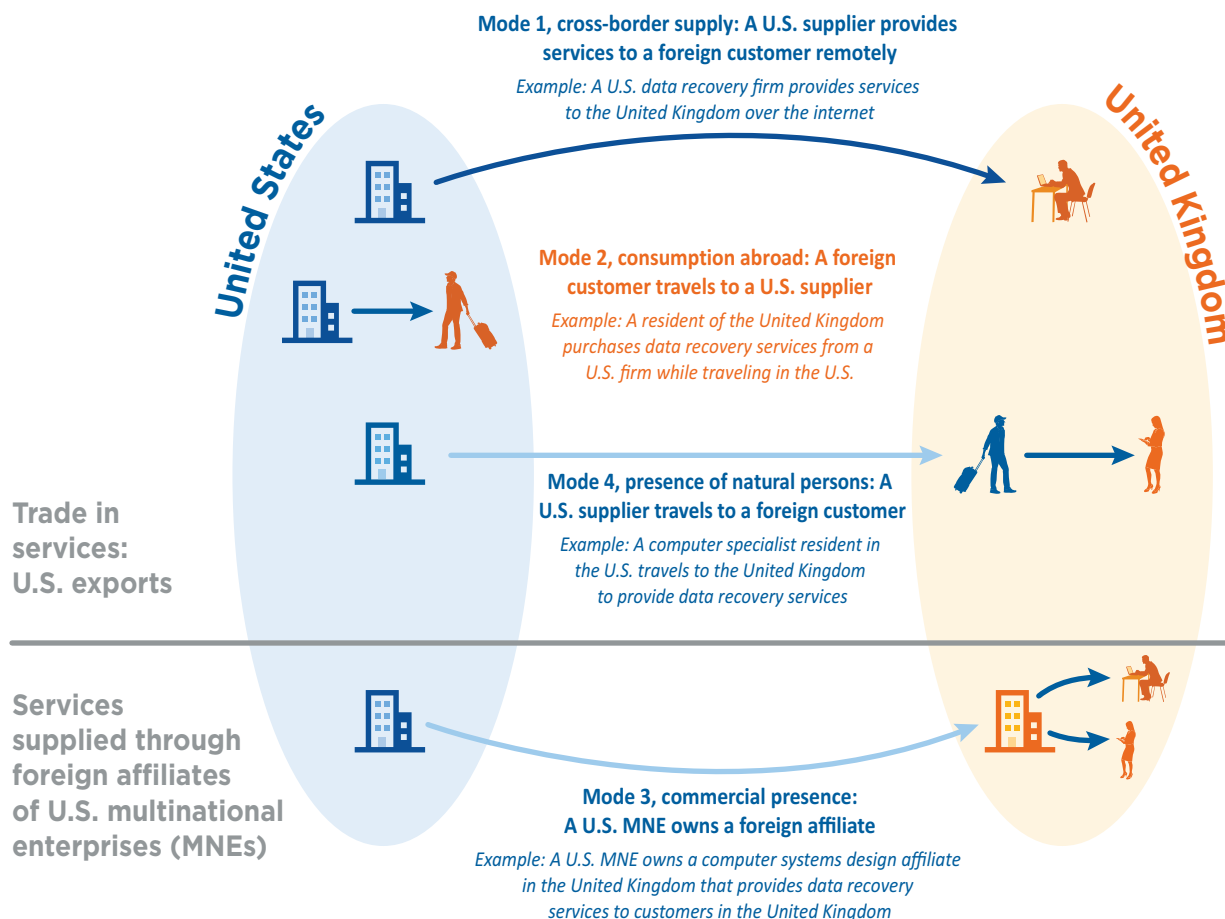 Mode 1, cross-border supply: A U.S. supplier provides
services to a foreign customer remotely
Example: A U.S. data recovery firm provides services
to the United Kingdom over the internet
United States
United Kingdom
Mode 2, consumption abroad: A foreign
customer travels to a U.S. supplier
Example: A resident of the United Kingdom
purchases data recovery services from a
U.S. firm while traveling in the U.S.
Mode 4, presence of natural persons: A
U.S. supplier travels to a foreign customer
Example: A computer specialist resident in
the U.S. travels to the United Kingdom
to provide data recovery services
Trade in
services:
U.S. exports
Services
supplied through
foreign affiliates
of U.S. multinational
enterprises (MNEs)
Mode 3, commercial presence:
A U.S. MNE owns a foreign affiliate
Example: A U.S. MNE owns a computer systems design affiliate
in the United Kingdom that provides data recovery
services to customers in the United Kingdom